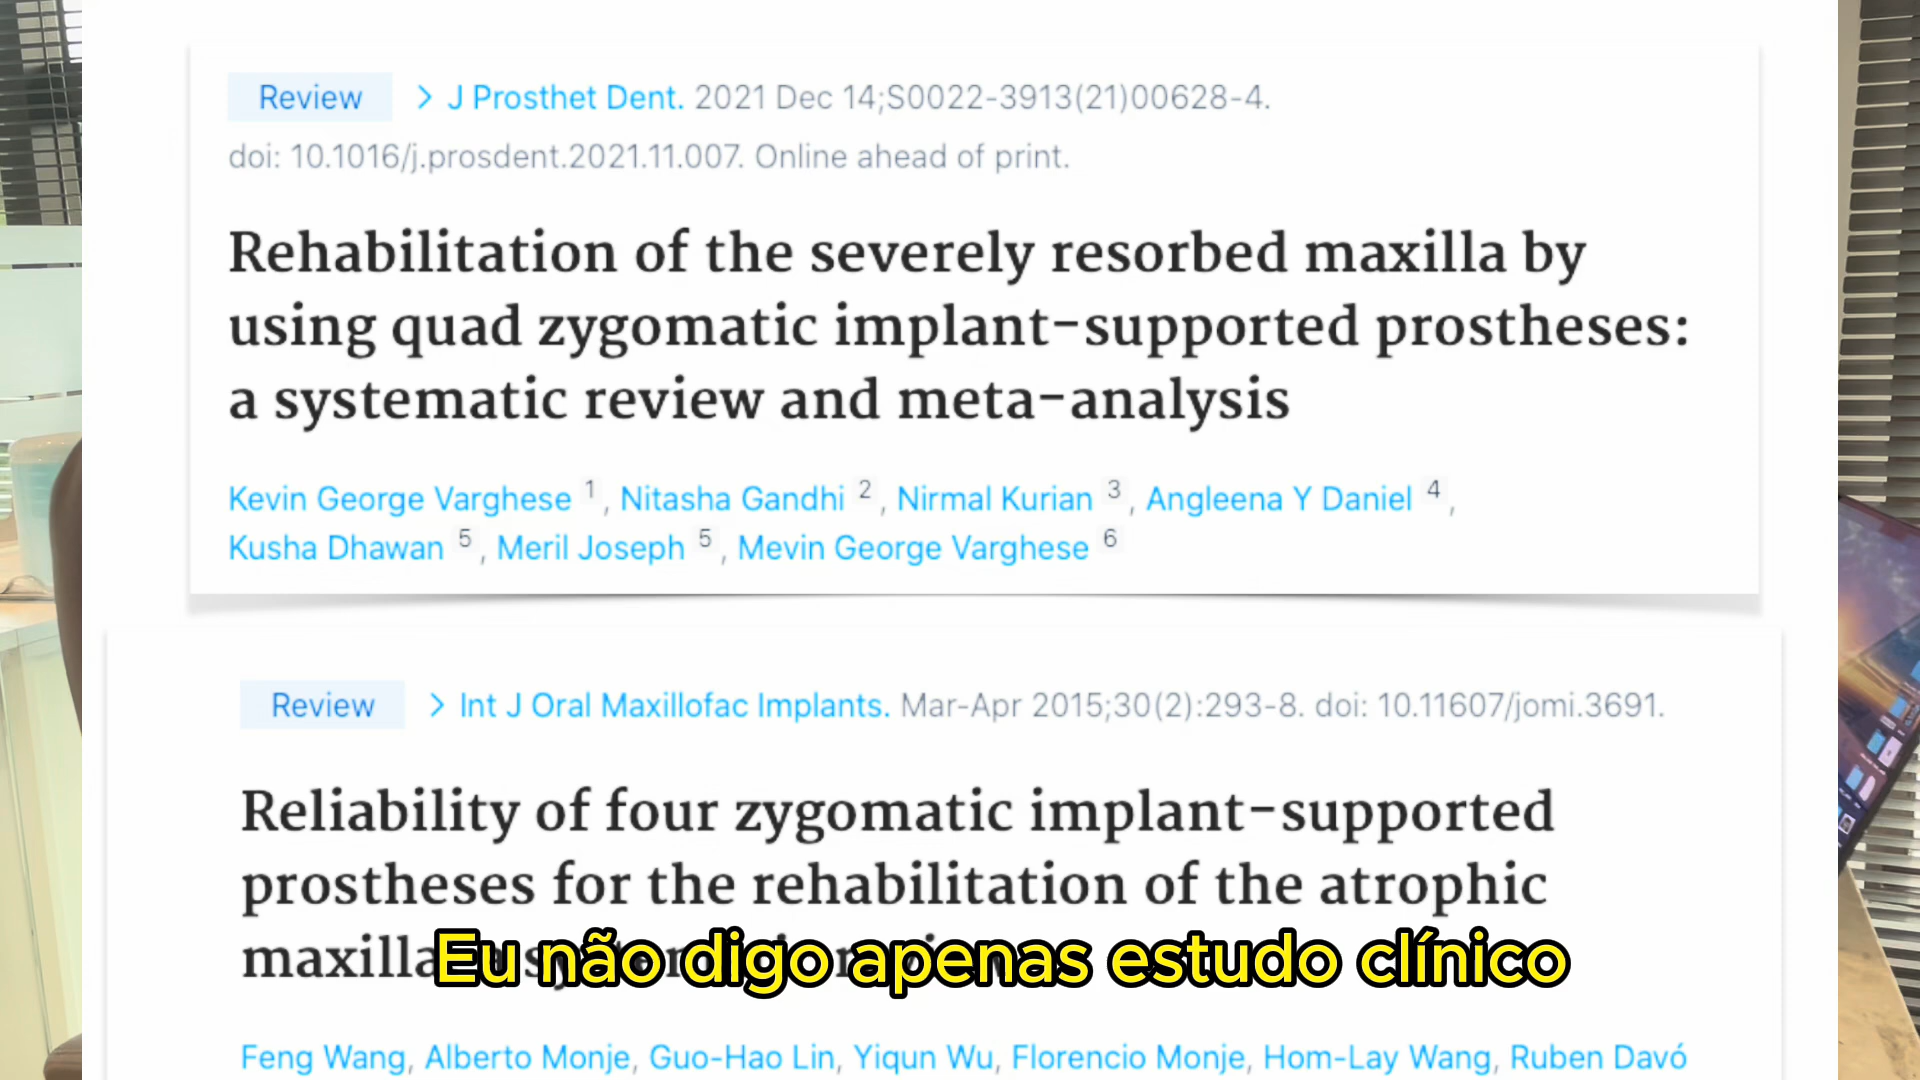 Review > J Prosthet Dent. 2021 Dec 14;S0022-3913(21)00628-4.
doi: 10.1016/j.prosdent.2021.11.007. Online ahead of print.
Rehabilitation of the severely resorbed maxilla by
using quad zygomatic implant-supported prostheses:
a systematic review and meta-analysis
Kevin George Varghese 1, Nitasha Gandhi 2, Nirmal Kurian 3, Angleena Y Daniel 4,
Kusha Dhawan 5, Meril Joseph 5, Mevin George Varghese 6
Review > Int J Oral Maxillofac Implants. Mar-Apr 2015;30(2):293-8. doi: 10.11607/jomi.3691.
Reliability of four zygomatic implant-supported
prostheses for the rehabilitation of the atrophic
maxilla
Eu não digo apenas estudo clínico
Feng Wang, Alberto Monje, Guo-Hao Lin, Yiqun Wu, Florencio Monje, Hom-Lay Wang, Ruben Davó